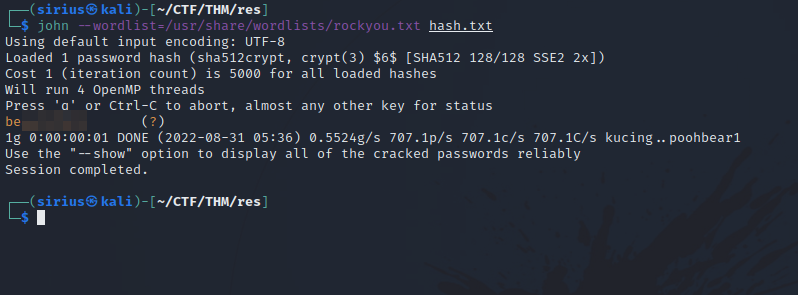 ┌──(sirius㉿kali)-[~/CTF/THM/res]
└─$ john --wordlist=/usr/share/wordlists/rockyou.txt hash.txt
Using default input encoding: UTF-8
Loaded 1 password hash (sha512crypt, crypt(3) $6$ [SHA512 128/128 SSE2 2x])
Cost 1 (iteration count) is 5000 for all loaded hashes
Will run 4 OpenMP threads
Press 'q' or Ctrl-C to abort, almost any other key for status
be (?)
1g 0:00:00:01 DONE (2022-08-31 05:36) 0.5524g/s 707.1p/s 707.1c/s 707.1C/s kucing..poohbear1
Use the "--show" option to display all of the cracked passwords reliably
Session completed.
┌──(sirius㉿kali)-[~/CTF/THM/res]
└─$